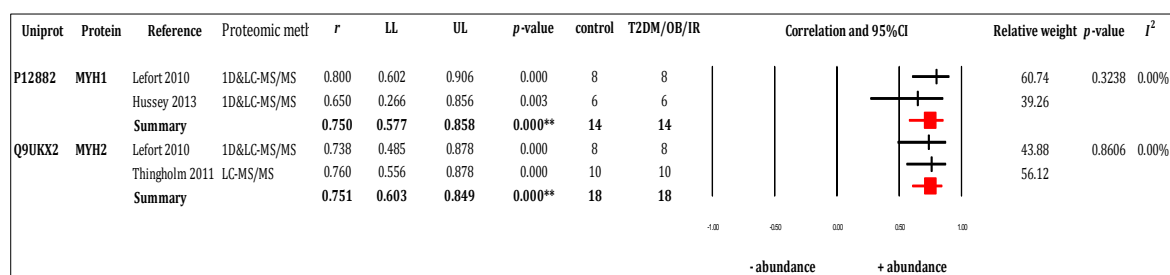 Uniprot Protein Reference Proteomic meth r LL UL p-value control T2DM/OB/IR Correlation and 95%CI Relative weight p-value I²
P12882 MYH1 Lefort 2010 1D&LC-MS/MS 0.800 0.602 0.906 0.000 8 8 60.74 0.3238 0.00%
Hussey 2013 1D&LC-MS/MS 0.650 0.266 0.856 0.003 6 6 39.26
Summary 0.750 0.577 0.858 0.000** 14 14
Q9UKX2 MYH2 Lefort 2010 1D&LC-MS/MS 0.738 0.485 0.878 0.000 8 8 43.88 0.8606 0.00%
Thingholm 2011 LC-MS/MS 0.760 0.556 0.878 0.000 10 10 56.12
Summary 0.751 0.603 0.849 0.000** 18 18
-1.00 -0.50 0.00 0.50 1.00
- abundance + abundance